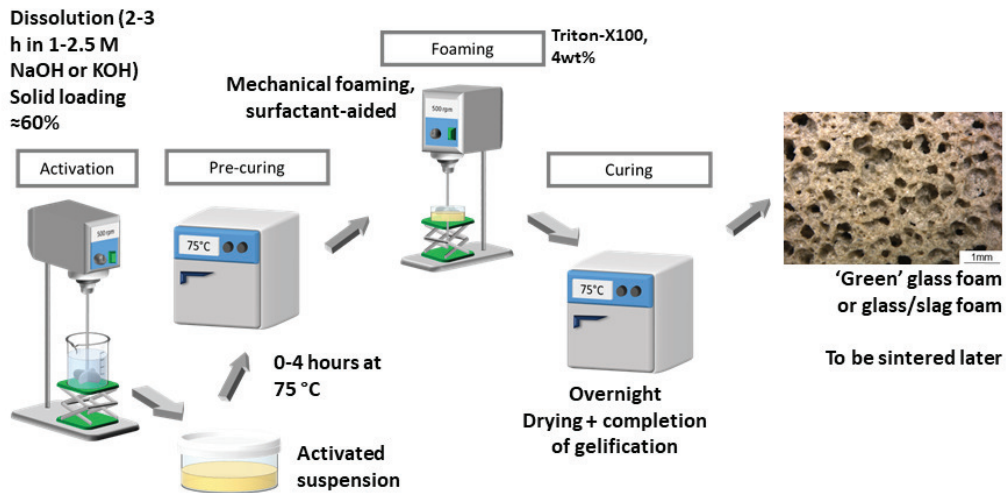 Dissolution (2-3
h in 1-2.5 M
NaOH or KOH)
Solid loading
≈60%
Activation
500 rpm
Pre-curing
75°C
0-4 hours at
75 °C
Activated
suspension
Foaming
Triton-X100,
4wt%
Mechanical foaming,
surfactant-aided
500 rpm
Curing
75°C
Overnight
Drying + completion
of gelification
1mm
‘Green’ glass foam
or glass/slag foam
To be sintered later